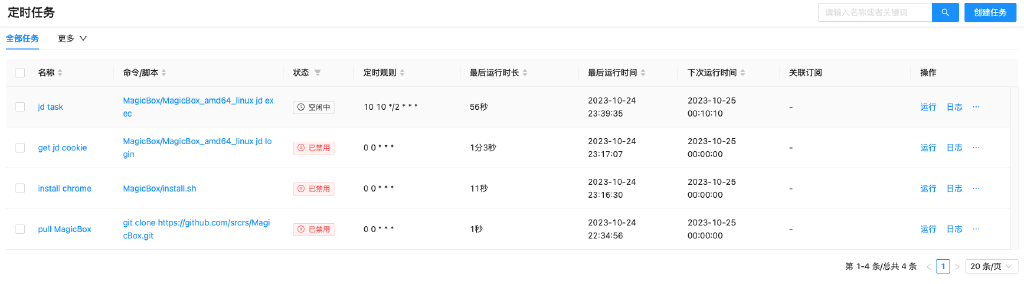 定时任务
请输入名称或者关键词
创建任务
全部任务 更多
名称 命令/脚本 状态 定时规则 最后运行时长 最后运行时间 下次运行时间 关联订阅 操作
jd task MagicBox/MagicBox_amd64_linux jd ex 空闲中 10 10 */2 * * * 56秒 2023-10-24 2023-10-25 - 运行 日志 ...
ec 23:39:35 00:10:10
get jd cookie MagicBox/MagicBox_amd64_linux jd lo 已禁用 0 0 * * * 1分3秒 2023-10-24 2023-10-25 - 运行 日志 ...
gin 23:17:07 00:00:00
install chrome MagicBox/install.sh 已禁用 0 0 * * * 11秒 2023-10-24 2023-10-25 - 运行 日志 ...
23:16:30 00:00:00
pull MagicBox git clone https://github.com/srcrs/Magi 已禁用 0 0 * * * 1秒 2023-10-24 2023-10-25 - 运行 日志 ...
cBox.git 22:34:56 00:00:00
第 1-4 条/总共 4 条 < 1 > 20 条/页